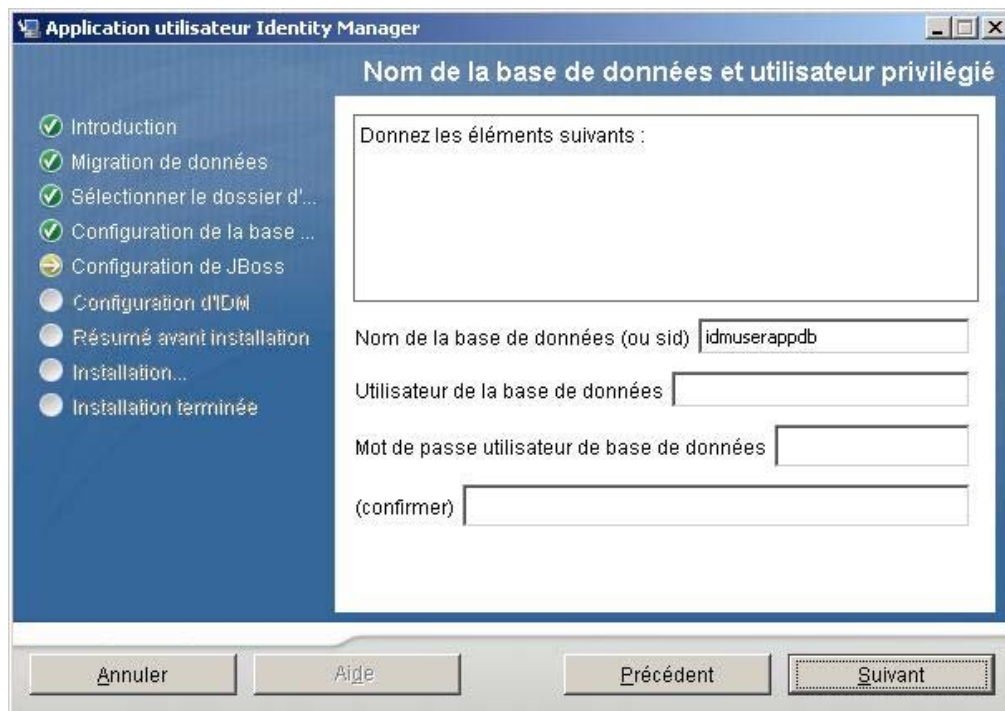 Application utilisateur Identity Manager
Nom de la base de données et utilisateur privilégié
Introduction
Migration de données
Sélectionner le dossier d'...
Configuration de la base ...
Configuration de JBoss
Configuration d'IDM
Résumé avant installation
Installation...
Installation terminée
Donnez les éléments suivants :
Nom de la base de données (ou sid) idmuserappdb
Utilisateur de la base de données
Mot de passe utilisateur de base de données
(confirmer)
Annuler
Aide
Précédent
Suivant